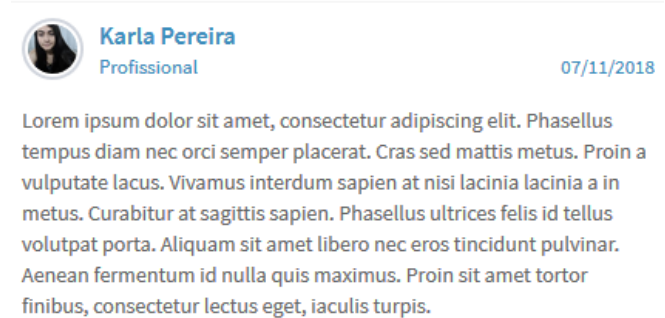 Karla Pereira
Profissional
07/11/2018
Lorem ipsum dolor sit amet, consectetur adipiscing elit. Phasellus
tempus diam nec orci semper placerat. Cras sed mattis metus. Proin a
vulputate lacus. Vivamus interdum sapien at nisi lacinia lacinia a in
metus. Curabitur at sagittis sapien. Phasellus ultrices felis id tellus
volutpat porta. Aliquam sit amet libero nec eros tincidunt pulvinar.
Aenean fermentum id nulla quis maximus. Proin sit amet tortor
finibus, consectetur lectus eget, iaculis turpis.